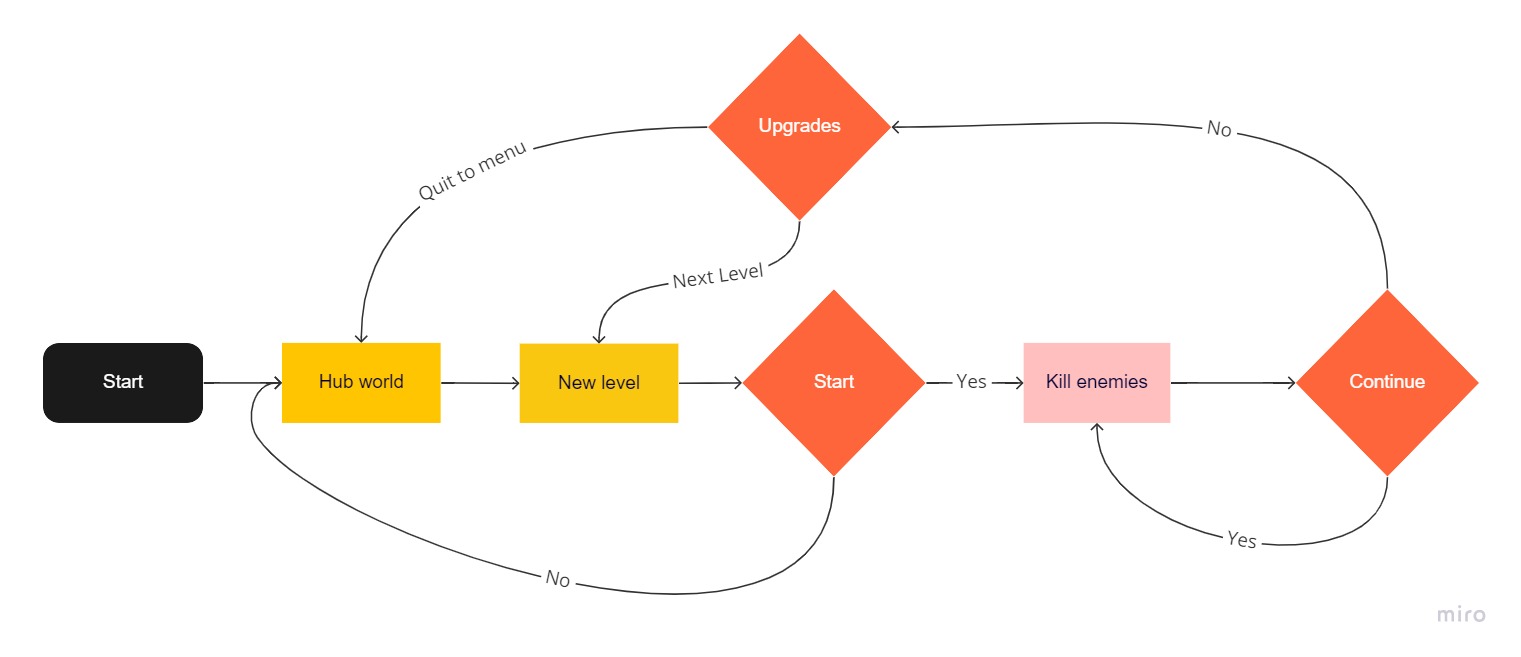 Upgrades
No
Quit to menu
Next Level
Start
Hub world
New level
Start
Yes
Kill enemies
Continue
Yes
No
miro